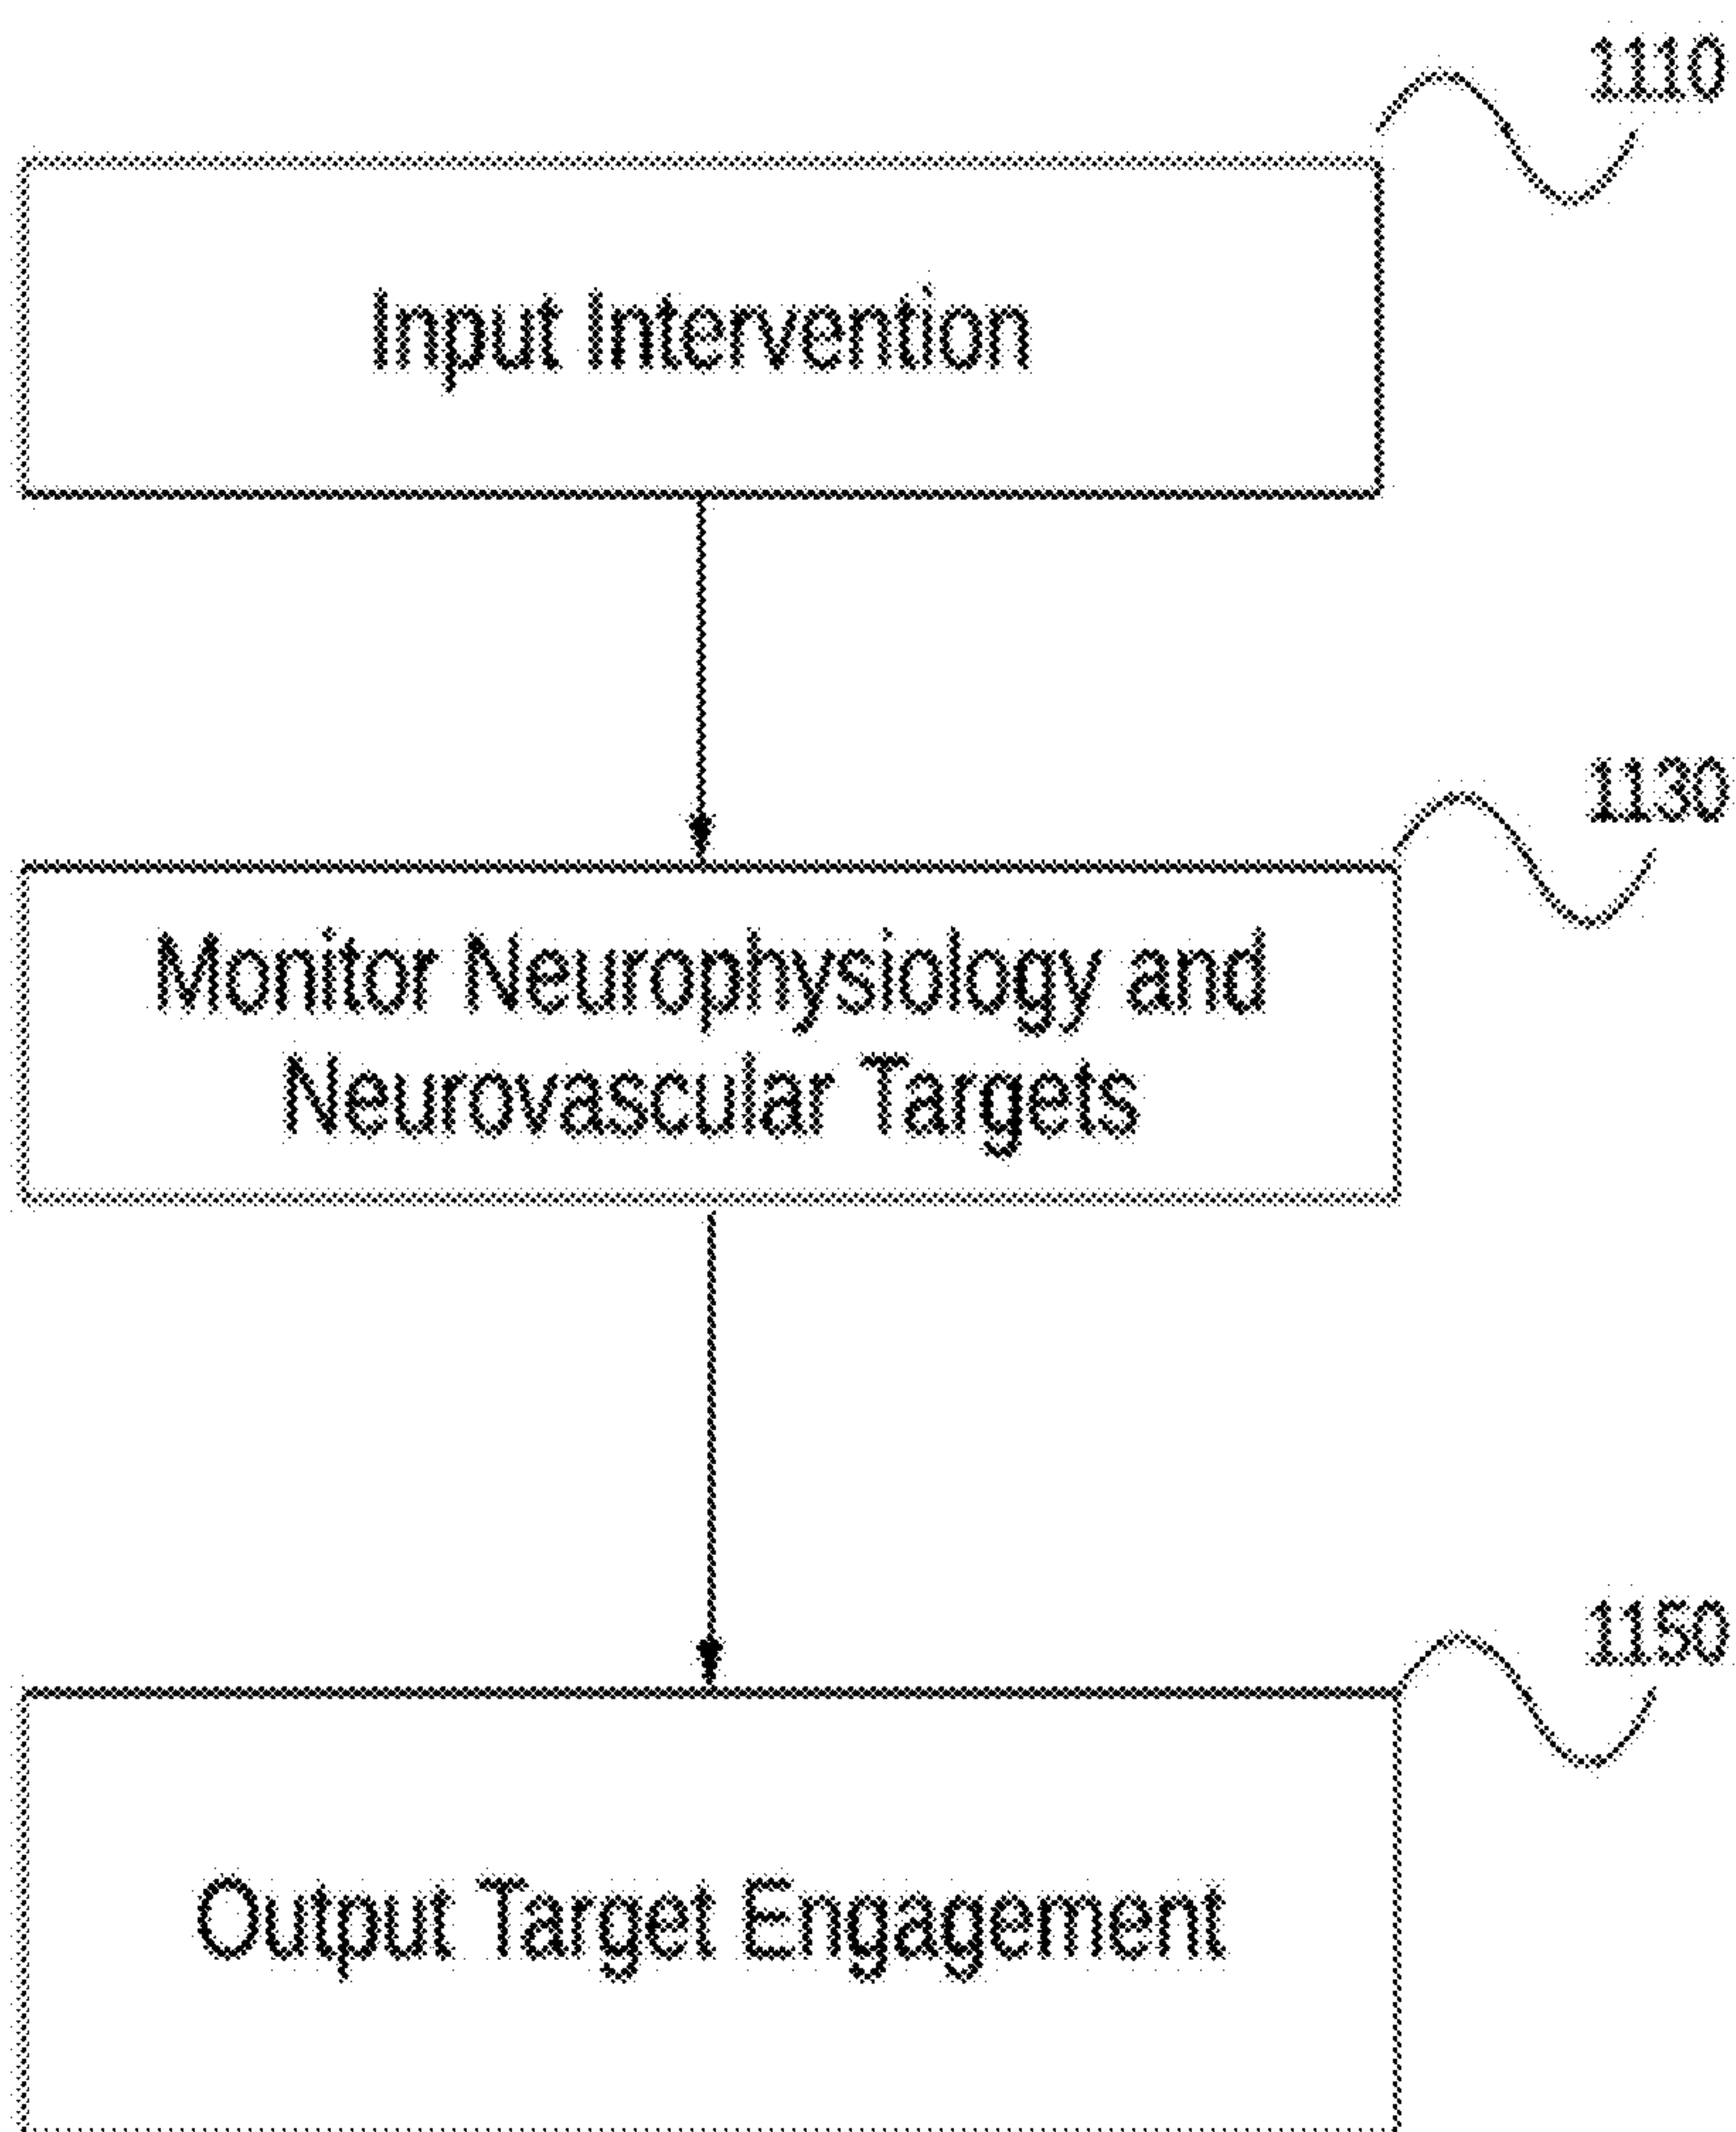 1110
Input Intervention
1130
Monitor Neurophysiology and
Neurovascular Targets
1150
Output Target Engagement